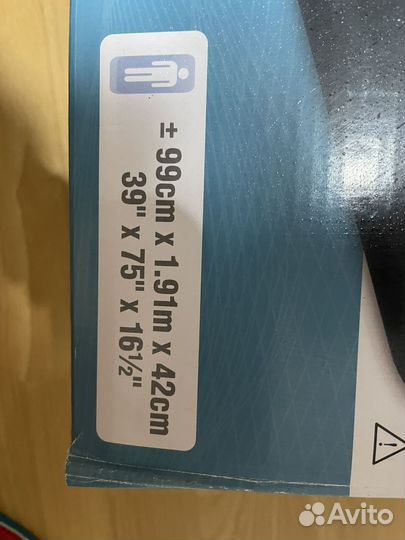 ± 99cm x 1.91m x 42cm
39" x 75" x 16½"
Avito